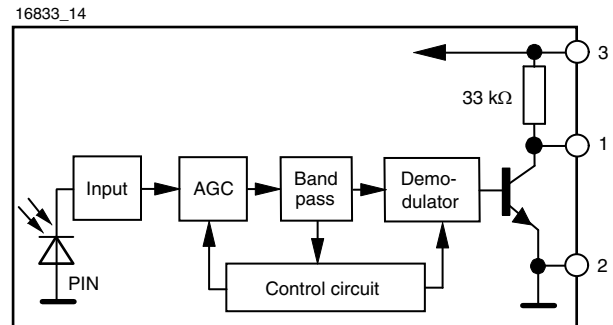 16833_14
3
33 kΩ
1
Input
AGC
Band
pass
Demo-
dulator
2
PIN
Control circuit